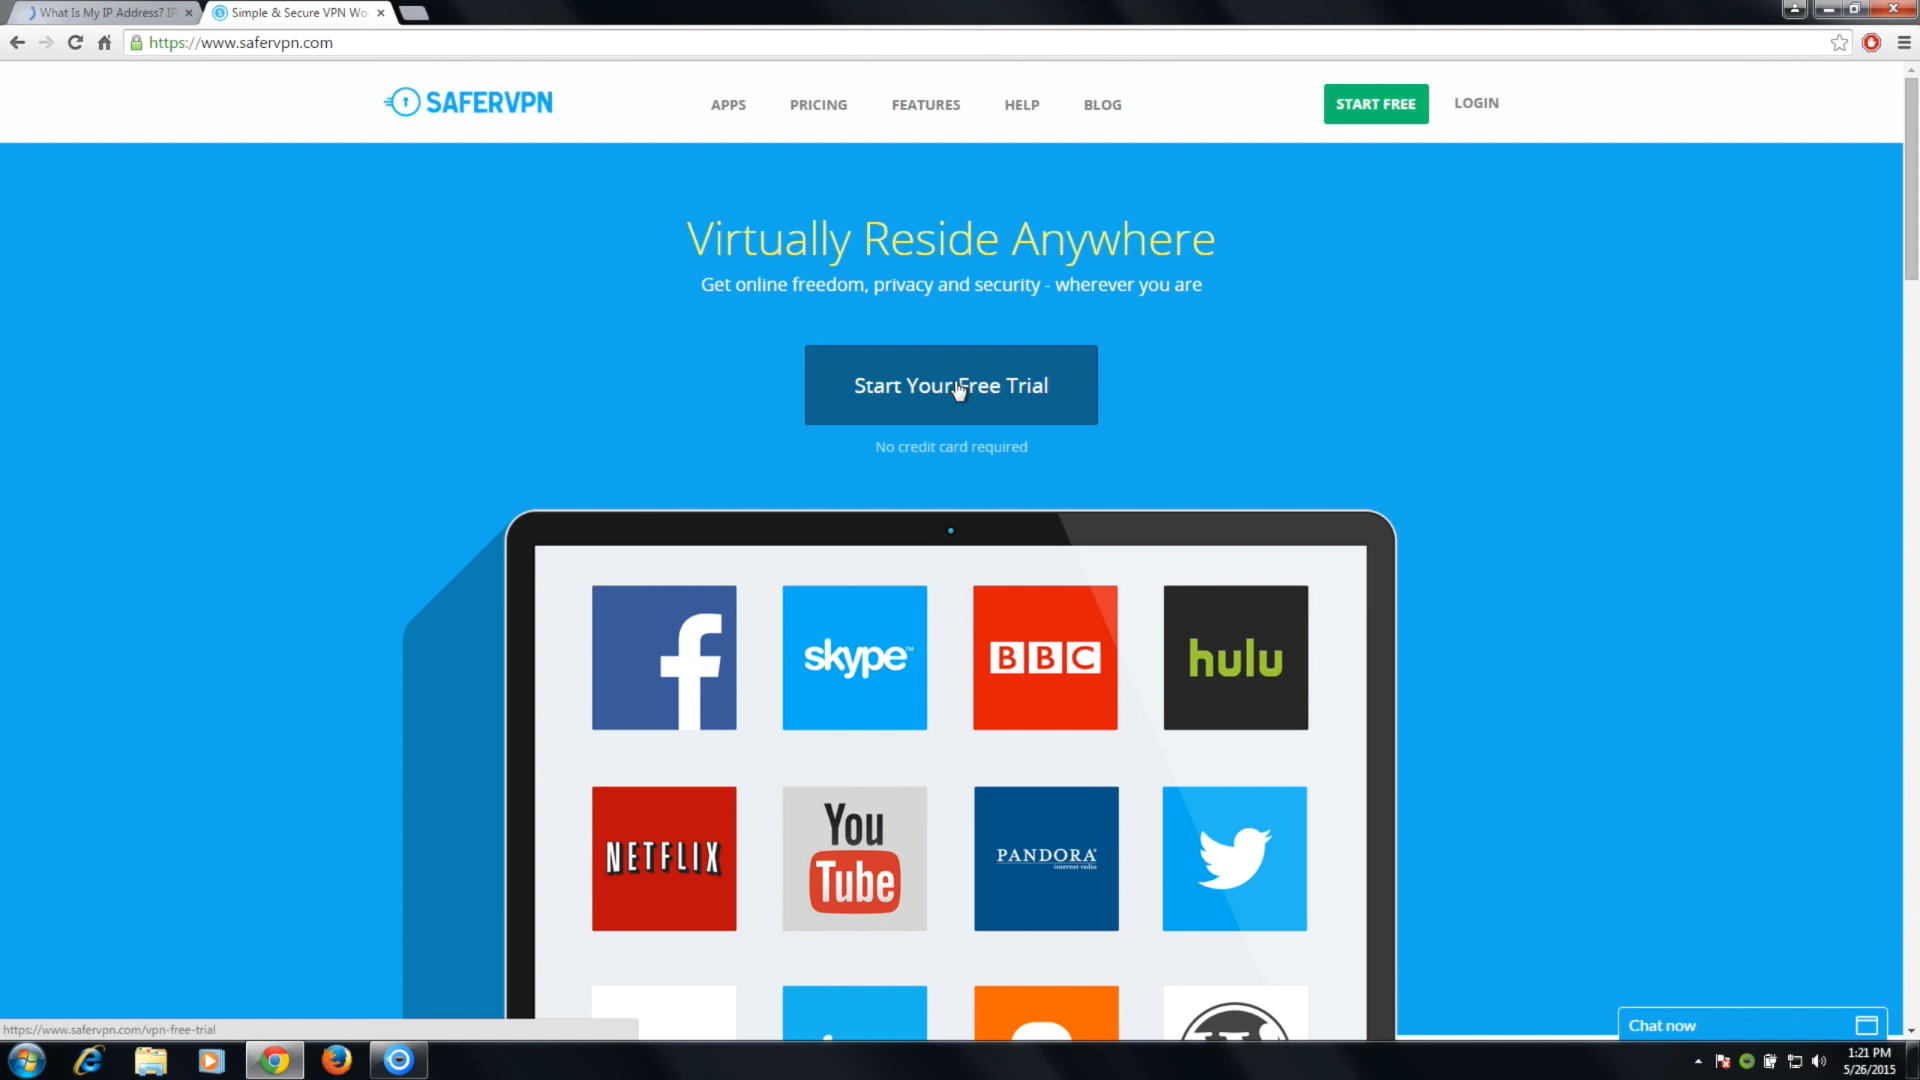 What Is My IP Address? IP
Simple & Secure VPN Wo
https://www.safervpn.com
SAFERVPN
APPS
PRICING
FEATURES
HELP
BLOG
START FREE
LOGIN
Virtually Reside Anywhere
Get online freedom, privacy and security - wherever you are
Start Your Free Trial
No credit card required
f
skype™
BBC
hulu
NETFLIX
You
Tube
PANDORA®
internet radio
Chat now
https://www.safervpn.com/vpn-free-trial
1:21 PM
5/26/2015